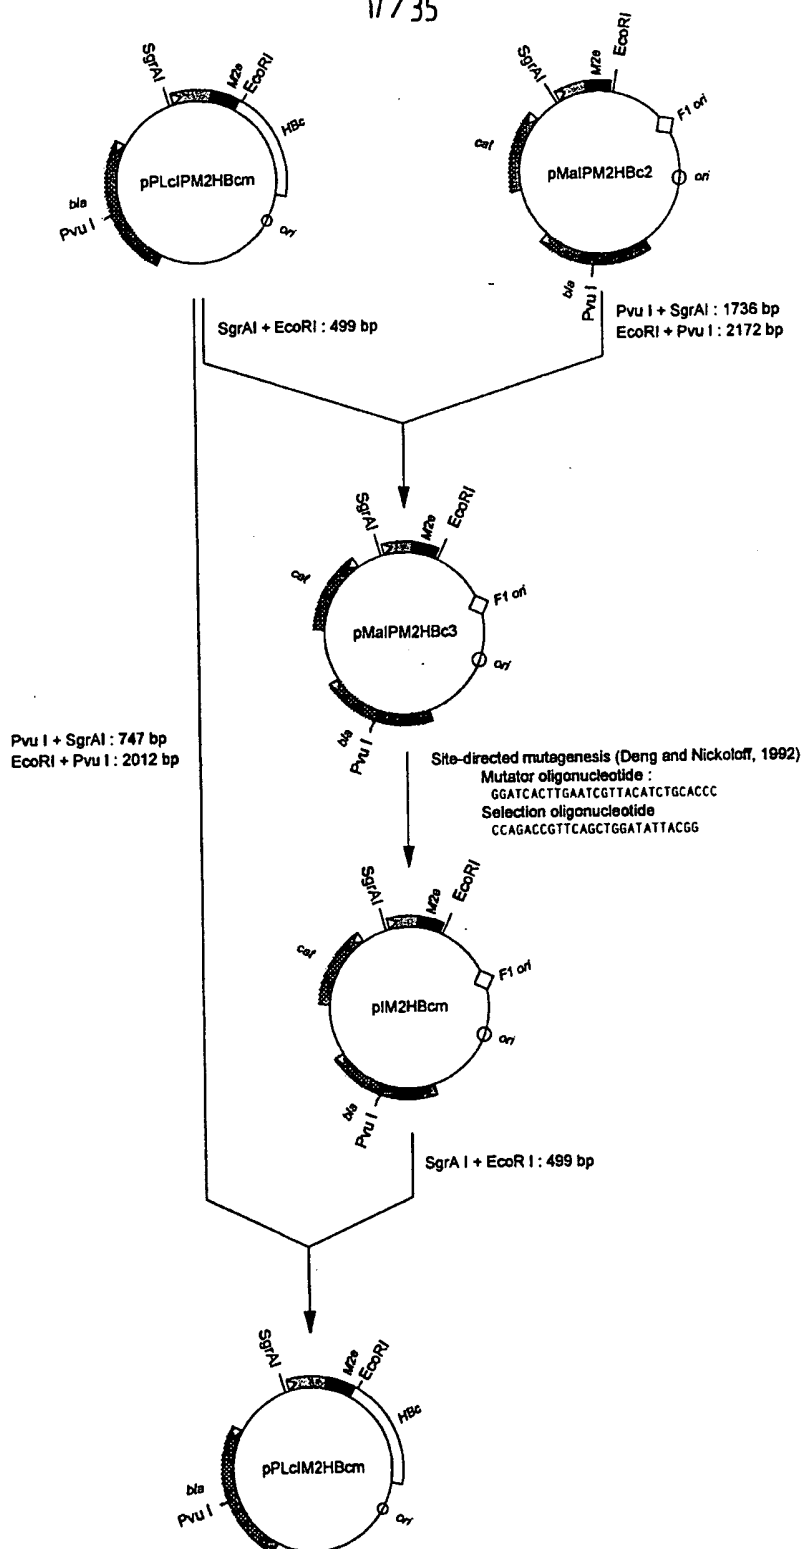 17/35
SgrAI
M2e
EcoRI
HBc
pPLcIPM2HBcm
bla
Pvu I
ori
SgrAI
M2e
EcoRI
F1 ori
cat
pMaIPM2HBc2
ori
bla
Pvu I
SgrAI + EcoRI : 499 bp
Pvu I + SgrAI : 1736 bp
EcoRI + Pvu I : 2172 bp
SgrAI
M2e
EcoRI
cat
F1 ori
pMaIPM2HBc3
ori
bla
Pvu I
Pvu I + SgrAI : 747 bp
EcoRI + Pvu I : 2012 bp
Site-directed mutagenesis (Deng and Nickoloff, 1992)
Mutator oligonucleotide :
GGATCACTTGAATCGTTACATCTGCACCC
Selection oligonucleotide
CCAGACCGTTCAGCTGGATATTACGG
SgrAI
M2e
EcoRI
cat
F1 ori
pIM2HBcm
ori
bla
Pvu I
SgrA I + EcoR I : 499 bp
SgrAI
M2e
EcoRI
HBc
pPLcIM2HBcm
bla
Pvu I
ori